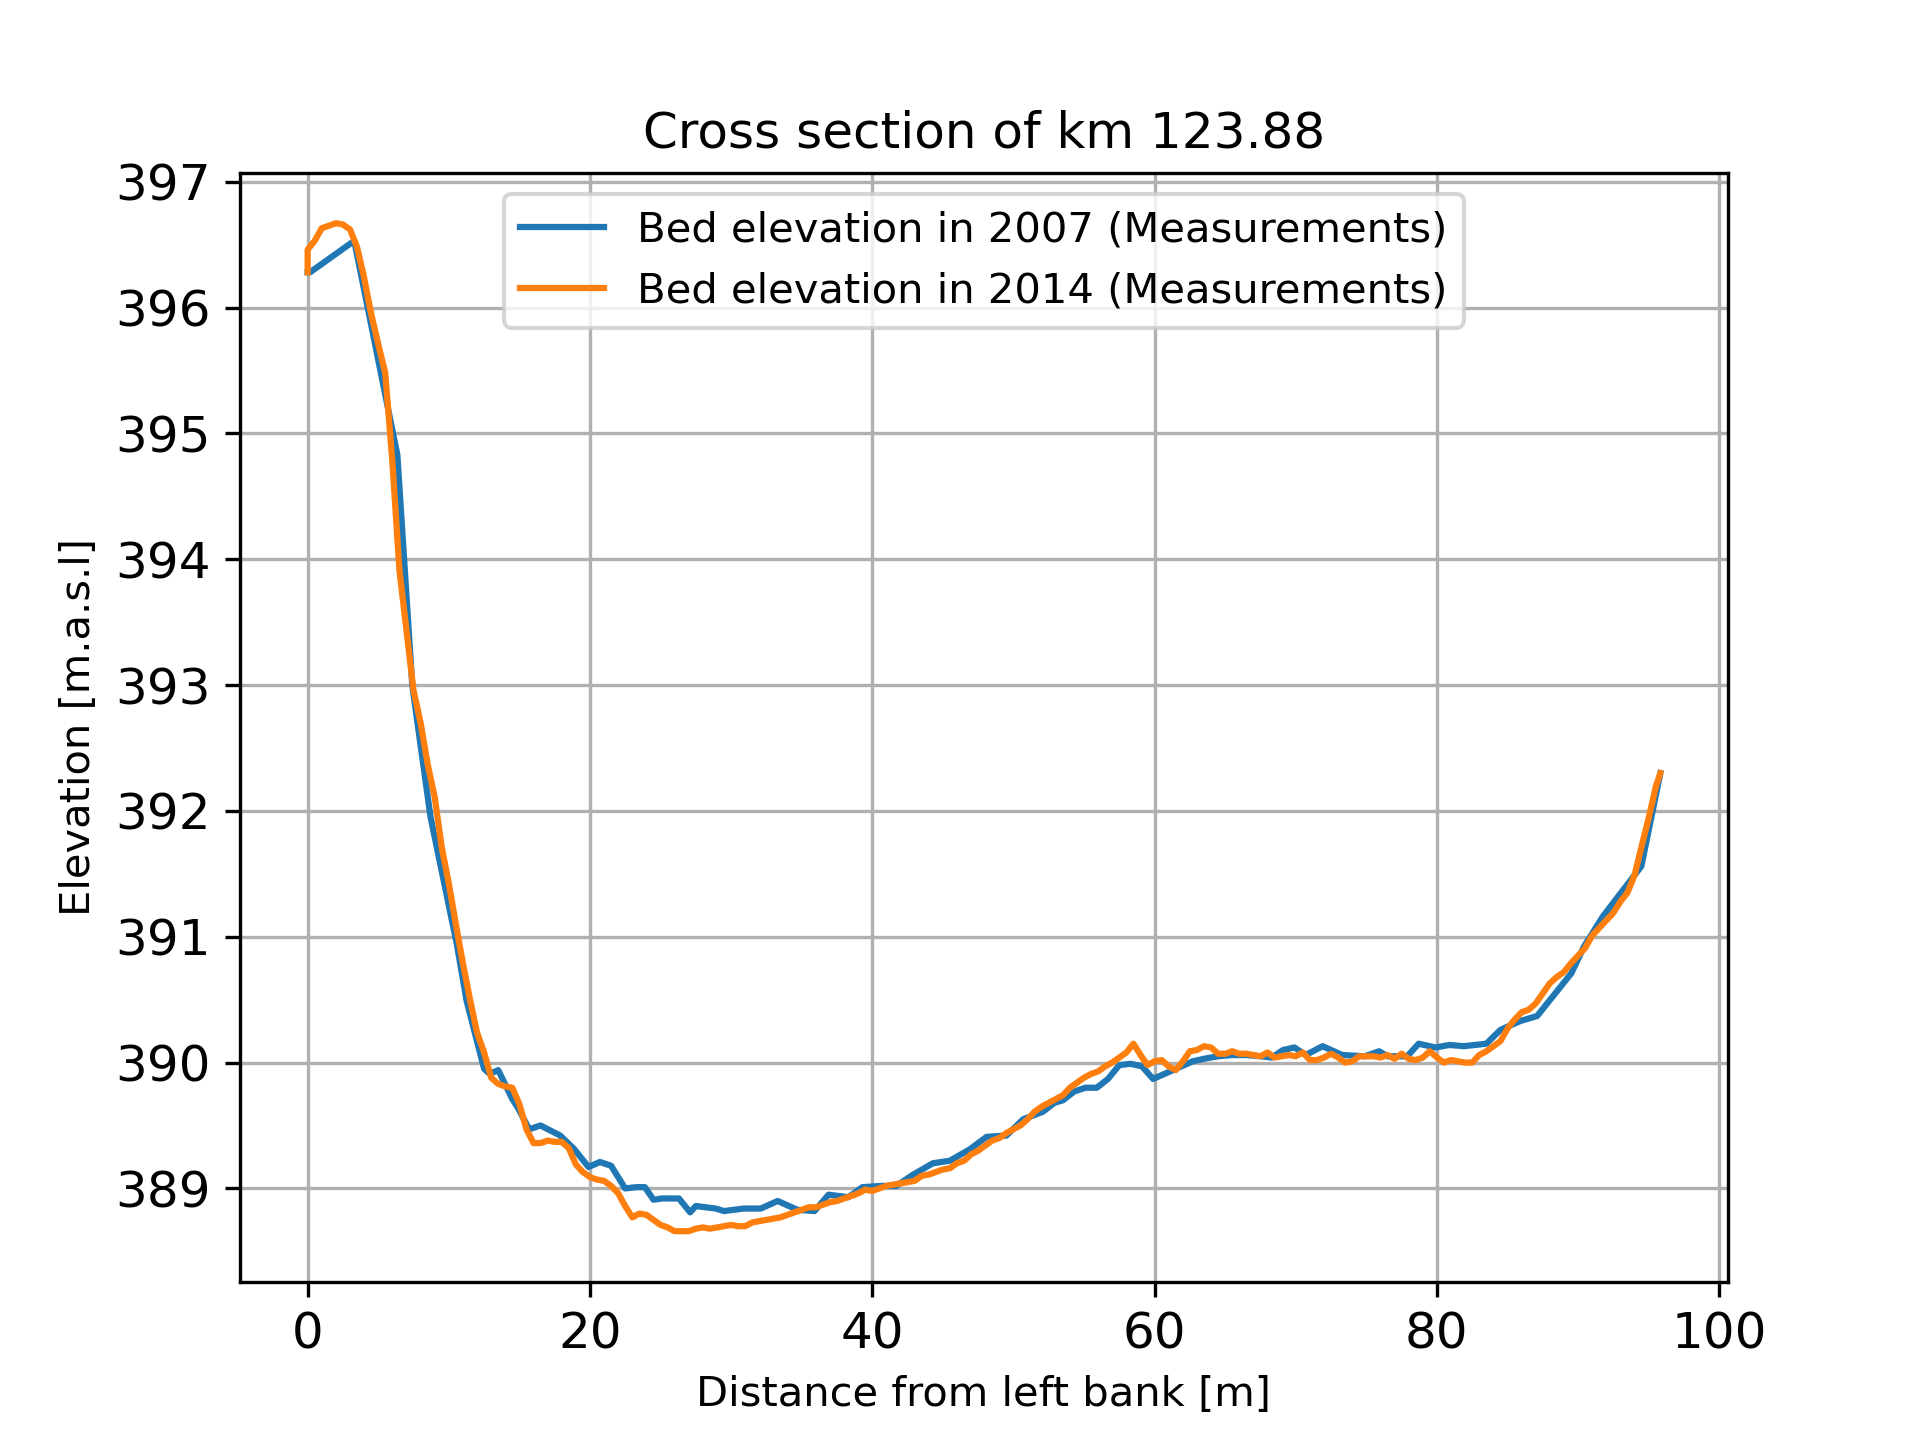 Cross section of km 123.88
397
396
395
394
393
392
391
390
389
Elevation [m.a.s.l]
Bed elevation in 2007 (Measurements)
Bed elevation in 2014 (Measurements)
0 20 40 60 80 100
Distance from left bank [m]